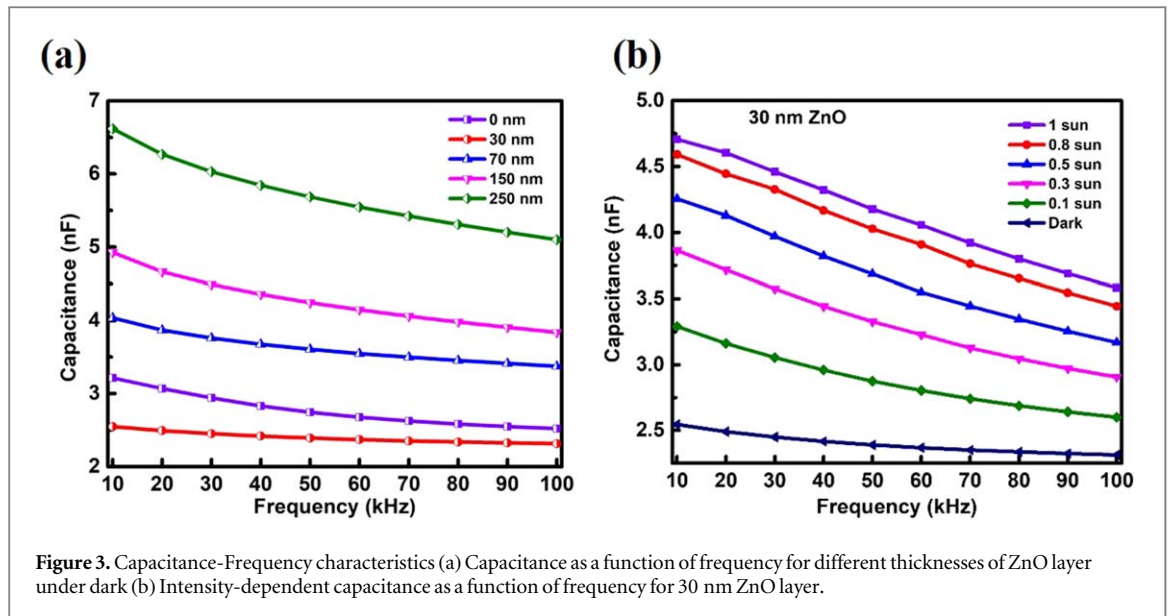 (a)
7
6
5
4
3
2
Capacitance (nF)
0 nm
30 nm
70 nm
150 nm
250 nm
10 20 30 40 50 60 70 80 90 100
Frequency (kHz)
(b)
5.0
4.5
4.0
3.5
3.0
2.5
Capacitance (nF)
30 nm ZnO
1 sun
0.8 sun
0.5 sun
0.3 sun
0.1 sun
Dark
10 20 30 40 50 60 70 80 90 100
Frequency (kHz)
Figure 3. Capacitance-Frequency characteristics (a) Capacitance as a function of frequency for different thicknesses of ZnO layer
under dark (b) Intensity-dependent capacitance as a function of frequency for 30 nm ZnO layer.